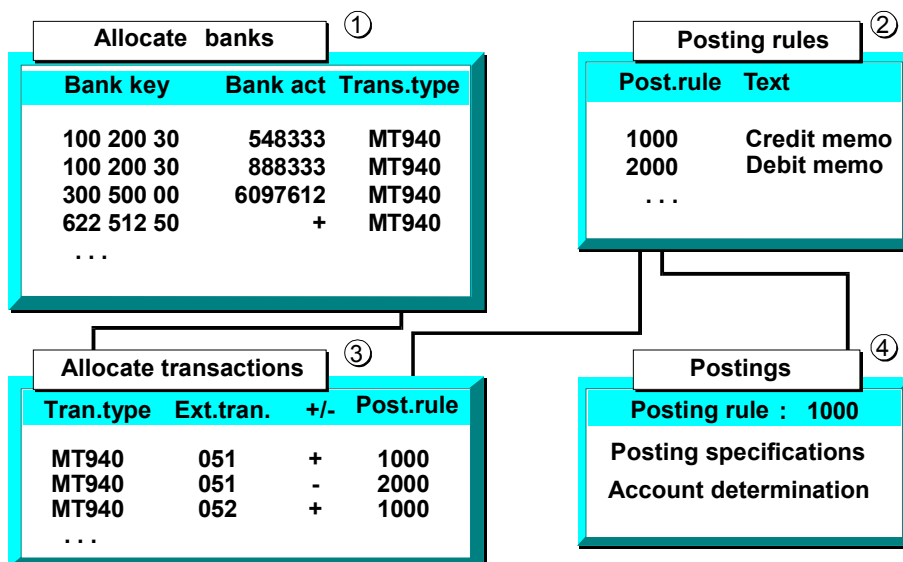 Allocate banks ①
Bank key Bank act Trans.type
100 200 30 548333 MT940
100 200 30 888333 MT940
300 500 00 6097612 MT940
622 512 50 + MT940
. . .
Posting rules ②
Post.rule Text
1000 Credit memo
2000 Debit memo
. . .
Allocate transactions ③
Tran.type Ext.tran. +/- Post.rule
MT940 051 + 1000
MT940 051 - 2000
MT940 052 + 1000
. . .
Postings ④
Posting rule : 1000
Posting specifications
Account determination